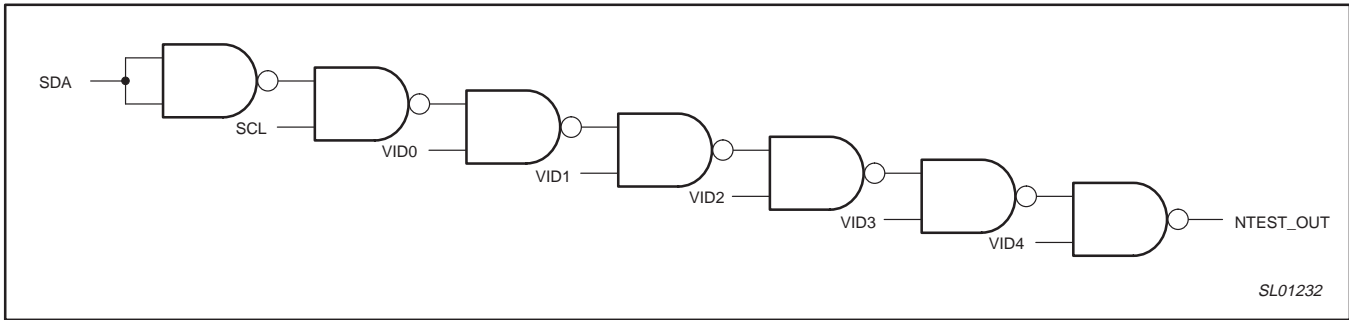 SDA
SCL
VID0
VID1
VID2
VID3
VID4
NTEST_OUT
SL01232